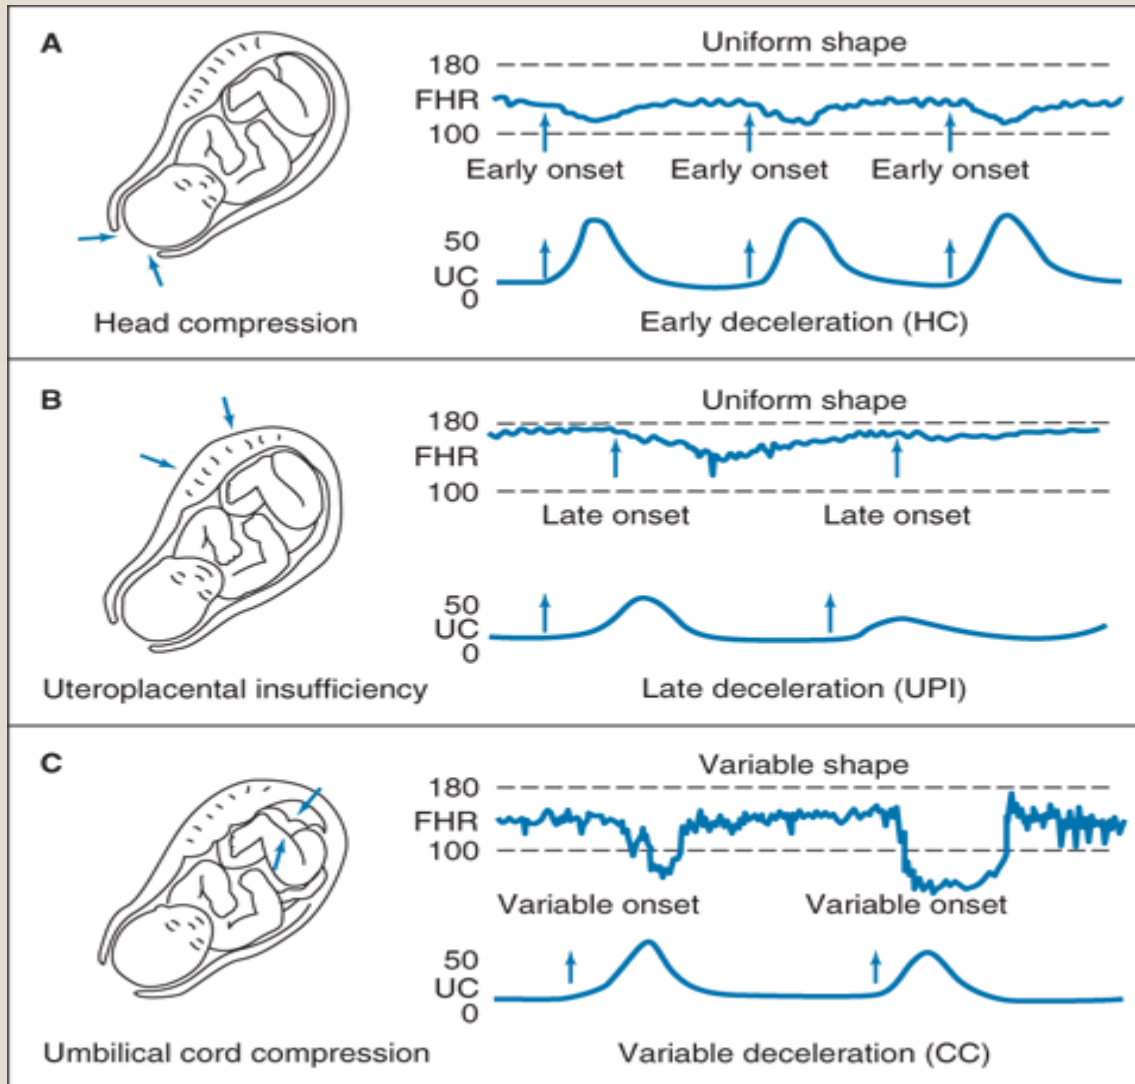 A
Uniform shape
180
FHR
100
Early onset Early onset Early onset
50
UC
0
Head compression
Early deceleration (HC)
B
Uniform shape
180
FHR
100
Late onset Late onset
50
UC
0
Uteroplacental insufficiency
Late deceleration (UPI)
C
Variable shape
180
FHR
100
Variable onset Variable onset
50
UC
0
Umbilical cord compression
Variable deceleration (CC)